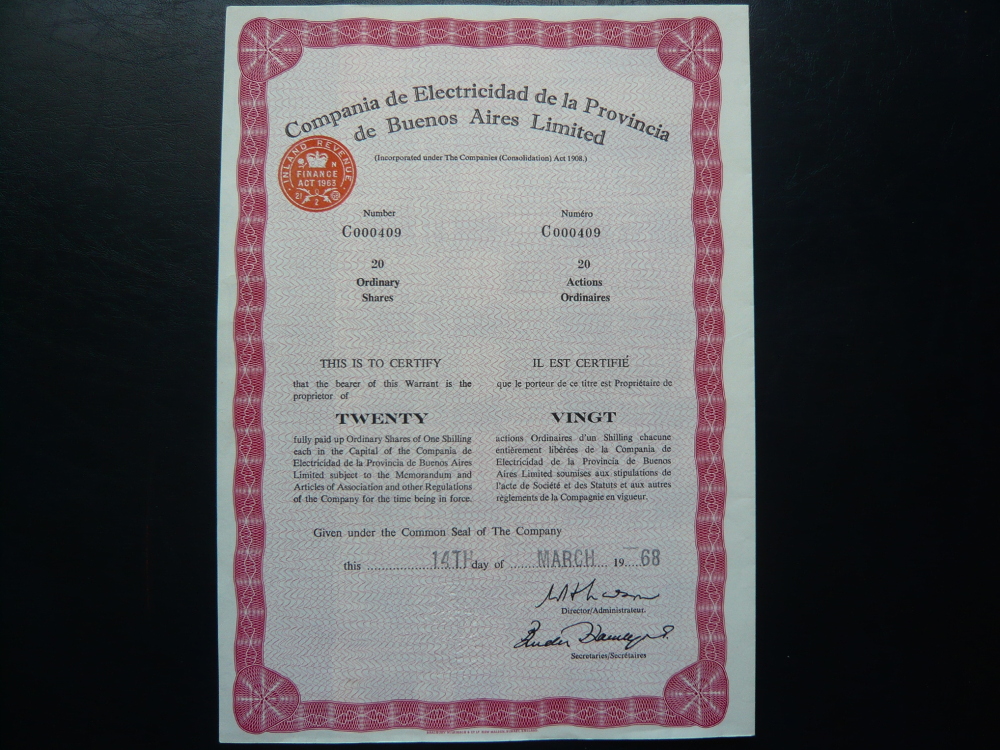 Compania de Electricidad de la Provincia
de Buenos Aires Limited
(Incorporated under The Companies (Consolidation) Act 1908.)
INLAND REVENUE
FINANCE
ACT 1963
Number
C000409
20
Ordinary
Shares
Numéro
C000409
20
Actions
Ordinaires
THIS IS TO CERTIFY
that the bearer of this Warrant is the
proprietor of
TWENTY
fully paid up Ordinary Shares of One Shilling
each in the Capital of the Compania de
Electricidad de la Provincia de Buenos Aires
Limited subject to the Memorandum and
Articles of Association and other Regulations
of the Company for the time being in force.
IL EST CERTIFIÉ
que le porteur de ce titre est Propriétaire de
VINGT
actions Ordinaires d'un Shilling chacune
entièrement libérées de la Compania de
Electricidad de la Provincia de Buenos
Aires Limited soumises aux stipulations de
l'acte de Société et des Statuts et aux autres
règlements de la Compagnie en vigueur.
Given under the Common Seal of The Company
this ................... 14TH day of ....... MARCH .... 19....68
Director/Administrateur.
Secretaries/Secrétaires